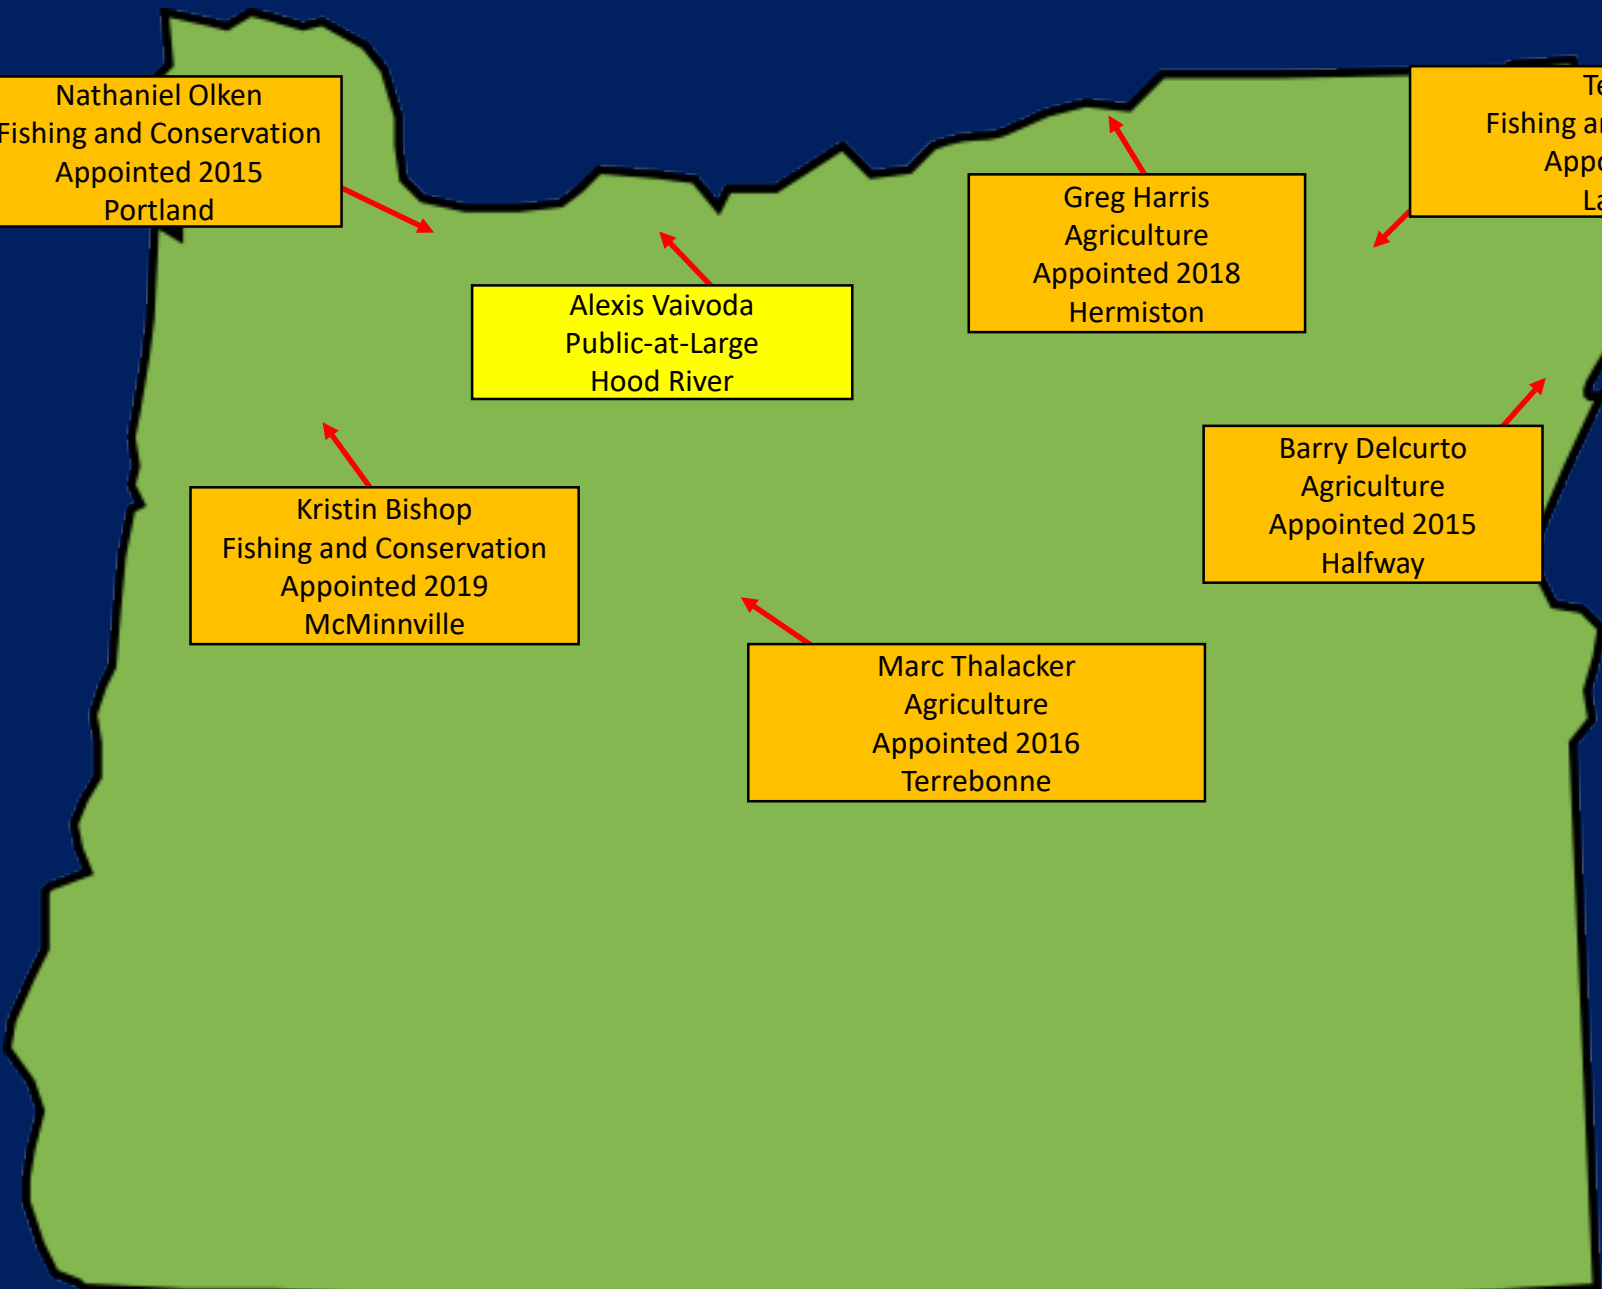 Nathaniel Olken
Fishing and Conservation
Appointed 2015
Portland
Fishing
Greg Harris
Agriculture
Appointed 2018
Hermiston
Alexis Vaivoda
Public-at-Large
Hood River
Barry Delcurto
Agriculture
Appointed 2015
Halfway
Kristin Bishop
Fishing and Conservation
Appointed 2019
McMinnville
Marc Thalacker
Agriculture
Appointed 2016
Terrebonne